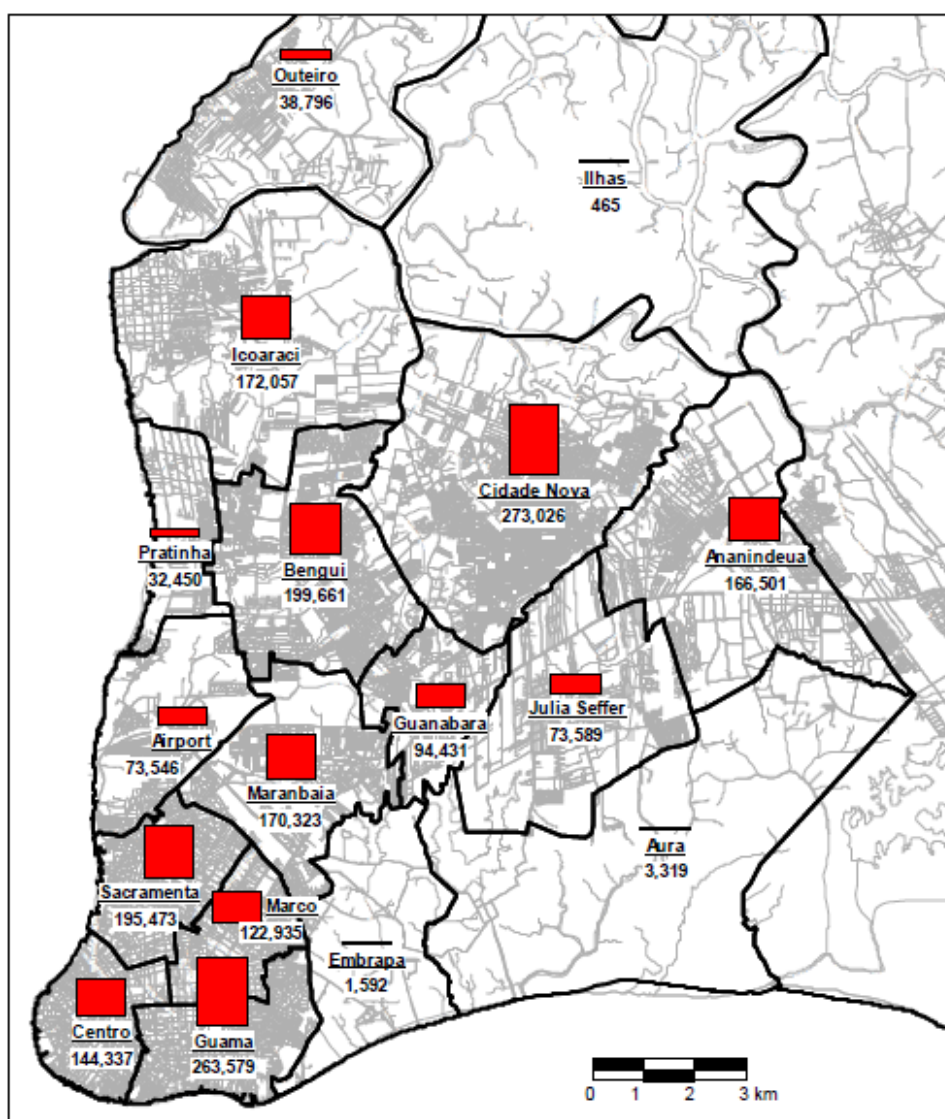 Outeiro
38,796
Ilhas
465
Icoaraci
172,057
Cidade Nova
273,026
Pratinha
32,450
Bengui
199,661
Ananindeua
166,501
Airport
73,546
Guanabara
94,431
Julia Seffer
73,589
Maranbaia
170,323
Sacramenta
195,473
Marco
122,935
Aura
3,319
Embrapa
1,592
Centro
144,337
Guama
263,579
0 1 2 3 km